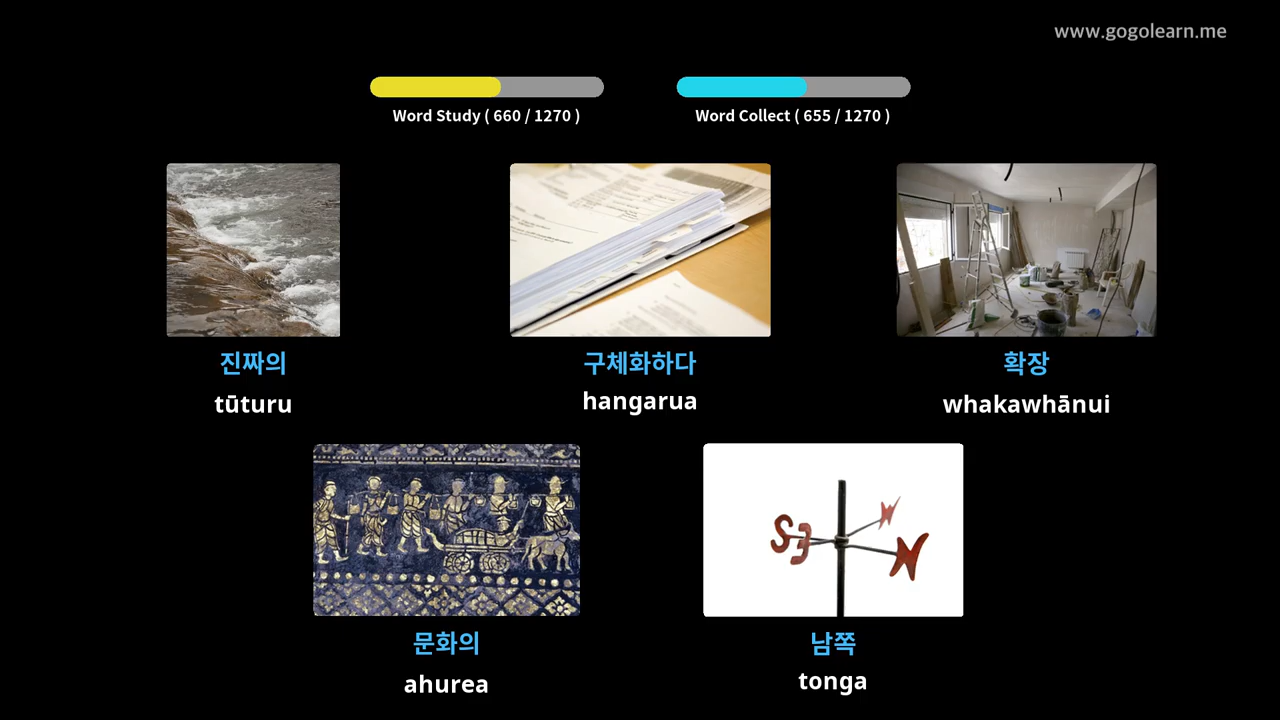 www.gogolearn.me
Word Study ( 660 / 1270 )
Word Collect ( 655 / 1270 )
진짜의
tūturu
구체화하다
hangarua
확장
whakawhānui
문화의
ahurea
S
E
N
남쪽
tonga